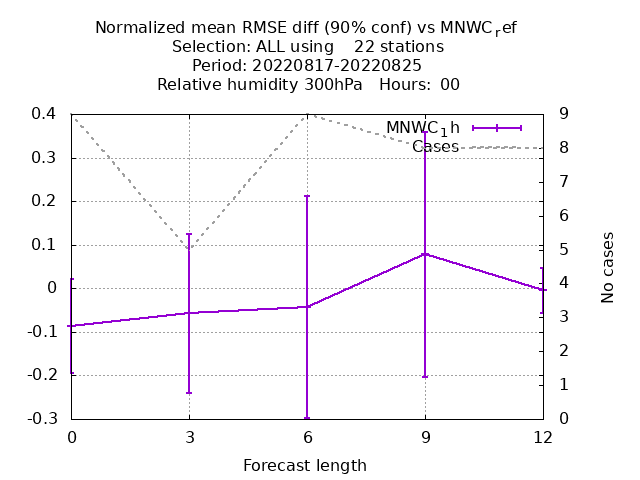 Normalized mean RMSE diff (90% conf) vs MNWC_ref
Selection: ALL using    22 stations
Period: 20220817-20220825
Relative humidity 300hPa   Hours:  00
MNWC_1h
Cases
0.4
0.3
0.2
0.1
0
-0.1
-0.2
-0.3
9
8
7
6
5
4
3
2
1
0
No cases
0 3 6 9 12
Forecast length